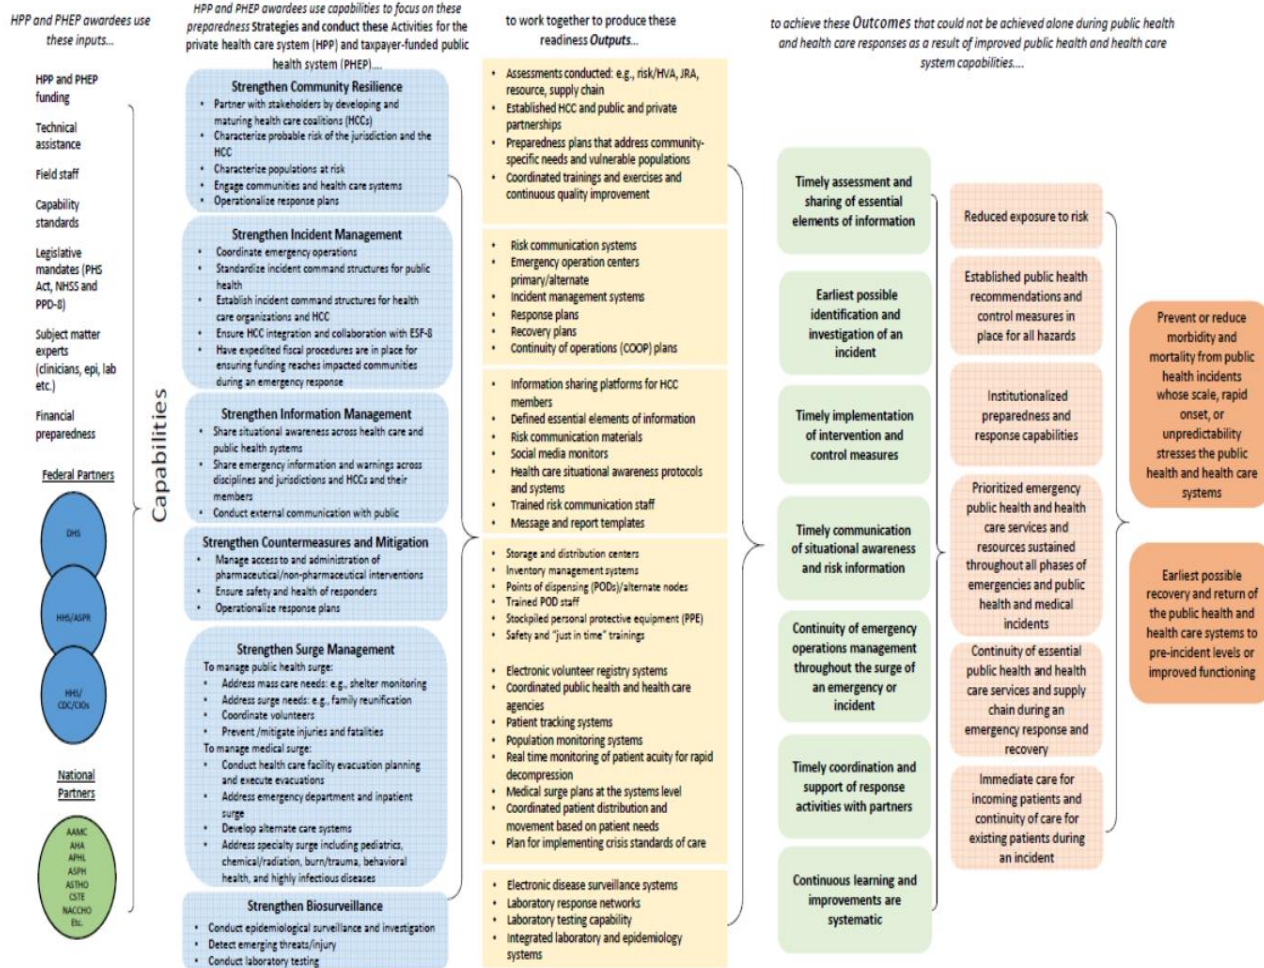 HPP and PHEP awardees use
these inputs...
HPP and PHEP
funding
Technical
assistance
Field staff
Capability
standards
Legislative
mandates (PHS
Act, NHSS and
PPD-8)
Subject matter
experts
(clinicians, epi, lab
etc.)
Financial
preparedness
Federal Partners
DHS
HHS/ASPR
HHS/
CDC/CIOs
National
Partners
AAMC
AHA
APHL
ASPH
ASTHO
CSTE
NACCHO
Etc.
Capabilities
HPP and PHEP awardees use capabilities to focus on these
preparedness Strategies and conduct these Activities for the
private health care system (HPP) and taxpayer-funded public
health system (PHEP)....
Strengthen Community Resilience
• Partner with stakeholders by developing and
maturing health care coalitions (HCCs)
• Characterize probable risk of the jurisdiction and the
HCC
• Characterize populations at risk
• Engage communities and health care systems
• Operationalize response plans
Strengthen Incident Management
• Coordinate emergency operations
• Standardize incident command structures for public
health
• Establish incident command structures for health
care organizations and HCC
• Ensure HCC integration and collaboration with ESF-8
• Have expedited fiscal procedures are in place for
ensuring funding reaches impacted communities
during an emergency response
Strengthen Information Management
• Share situational awareness across health care and
public health systems
• Share emergency information and warnings across
disciplines and jurisdictions and HCCs and their
members
• Conduct external communication with public
Strengthen Countermeasures and Mitigation
• Manage access to and administration of
pharmaceutical/non-pharmaceutical interventions
• Ensure safety and health of responders
• Operationalize response plans
Strengthen Surge Management
To manage public health surge:
• Address mass care needs: e.g., shelter monitoring
• Address surge needs: e.g., family reunification
• Coordinate volunteers
• Prevent /mitigate injuries and fatalities
To manage medical surge:
• Conduct health care facility evacuation planning
and execute evacuations
• Address emergency department and inpatient
surge
• Develop alternate care systems
• Address specialty surge including pediatrics,
chemical/radiation, burn/trauma, behavioral
health, and highly infectious diseases
Strengthen Biosurveillance
• Conduct epidemiological surveillance and investigation
• Detect emerging threats/injury
• Conduct laboratory testing
to work together to produce these
readiness Outputs...
• Assessments conducted: e.g., risk/HVA, JRA,
resource, supply chain
• Established HCC and public and private
partnerships
• Preparedness plans that address community-
specific needs and vulnerable populations
• Coordinated trainings and exercises and
continuous quality improvement
• Risk communication systems
• Emergency operation centers
primary/alternate
• Incident management systems
• Response plans
• Recovery plans
• Continuity of operations (COOP) plans
• Information sharing platforms for HCC
members
• Defined essential elements of information
• Risk communication materials
• Social media monitors
• Health care situational awareness protocols
and systems
• Trained risk communication staff
• Message and report templates
• Storage and distribution centers
• Inventory management systems
• Points of dispensing (PODs)/alternate nodes
• Trained POD staff
• Stockpiled personal protective equipment (PPE)
• Safety and "just in time" trainings
• Electronic volunteer registry systems
• Coordinated public health and health care
agencies
• Patient tracking systems
• Population monitoring systems
• Real time monitoring of patient acuity for rapid
decompression
• Medical surge plans at the systems level
• Coordinated patient distribution and
movement based on patient needs
• Plan for implementing crisis standards of care
• Electronic disease surveillance systems
• Laboratory response networks
• Laboratory testing capability
• Integrated laboratory and epidemiology
systems
to achieve these Outcomes that could not be achieved alone during public health
and health care responses as a result of improved public health and health care
system capabilities....
Timely assessment and
sharing of essential
elements of information
Earliest possible
identification and
investigation of an
incident
Timely implementation
of intervention and
control measures
Timely communication
of situational awareness
and risk information
Continuity of emergency
operations management
throughout the surge of
an emergency or
incident
Timely coordination and
support of response
activities with partners
Continuous learning and
improvements are
systematic
Reduced exposure to risk
Established public health
recommendations and
control measures in
place for all hazards
Institutionalized
preparedness and
response capabilities
Prioritized emergency
public health and health
care services and
resources sustained
throughout all phases of
emergencies and public
health and medical
incidents
Continuity of essential
public health and health
care services and supply
chain during an
emergency response and
recovery
Immediate care for
incoming patients and
continuity of care for
existing patients during
an incident
Prevent or reduce
morbidity and
mortality from public
health incidents
whose scale, rapid
onset, or
unpredictability
stresses the public
health and health care
systems
Earliest possible
recovery and return of
the public health and
health care systems to
pre-incident levels or
improved functioning